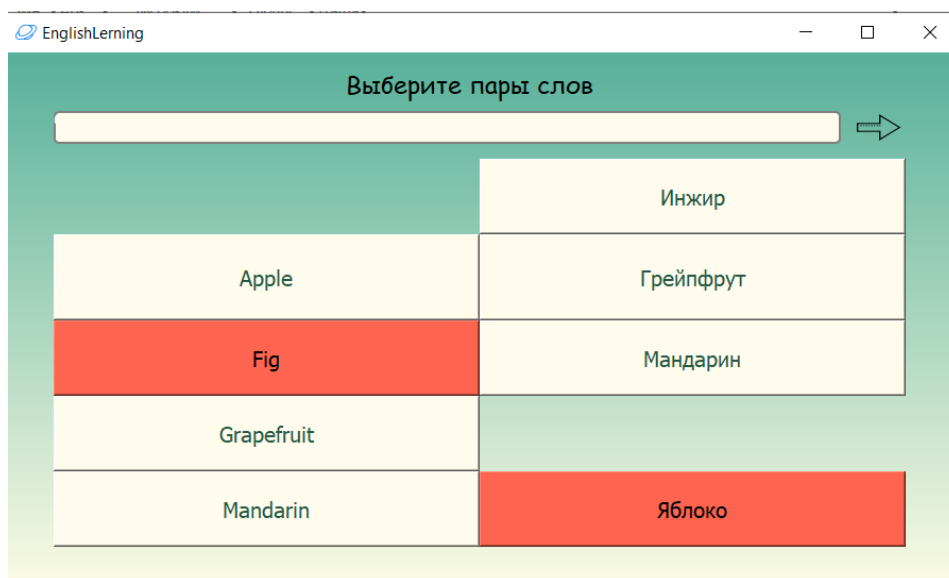 EnglishLerning
Выберите пары слов
Инжир
Apple
Грейпфрут
Fig
Мандарин
Grapefruit
Mandarin
Яблоко